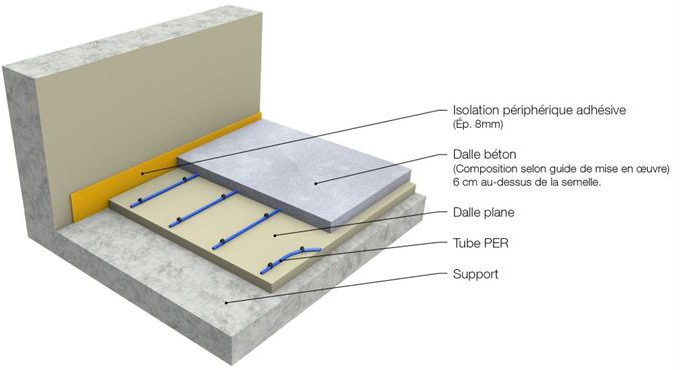 Isolation périphérique adhésive
(Ép. 8mm)
Dalle béton
(Composition selon guide de mise en œuvre)
6 cm au-dessus de la semelle.
Dalle plane
Tube PER
Support